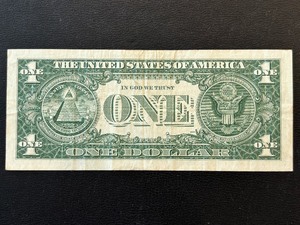 1 THE UNITED STATES OF AMERICA 1
ONE ONE
IN GOD WE TRUST
ONE
1 ONE DOLLAR 1
ONE ONE